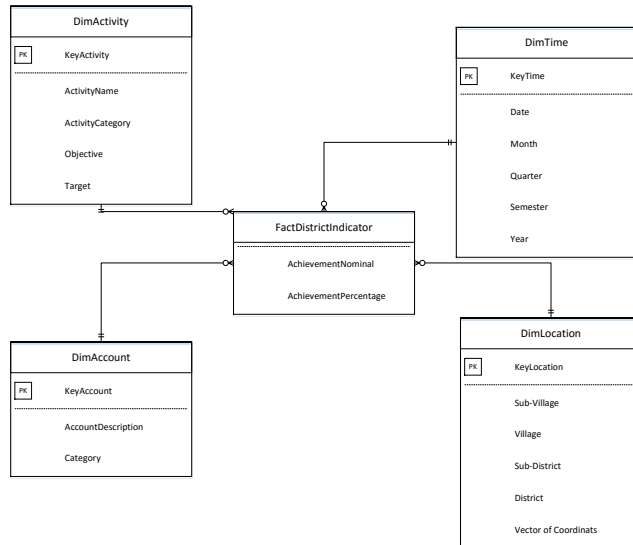 DimActivity
PK KeyActivity
ActivityName
ActivityCategory
Objective
Target
DimTime
PK KeyTime
Date
Month
Quarter
Semester
Year
FactDistrictIndicator
AchievementNominal
AchievementPercentage
DimAccount
PK KeyAccount
AccountDescription
Category
DimLocation
PK KeyLocation
Sub-Village
Village
Sub-District
District
Vector of Coordinats